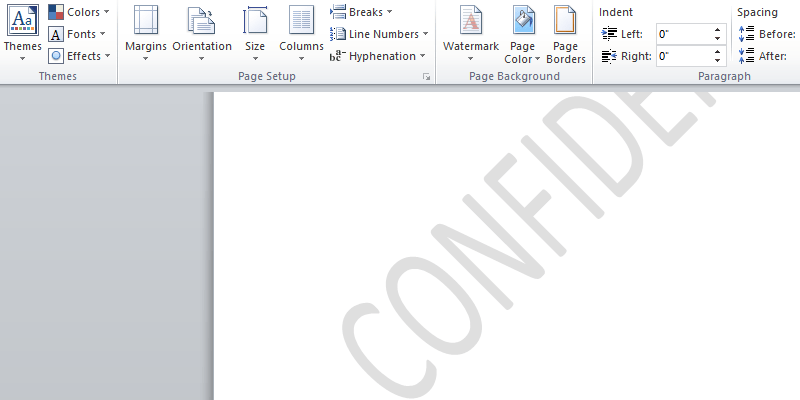 Themes
Colors
Fonts
Effects
Themes
Margins
Orientation
Size
Columns
Breaks
Line Numbers
Hyphenation
Page Setup
Watermark
Page Color
Page Borders
Page Background
Indent
Left: 0"
Right: 0"
Spacing
Before:
After:
Paragraph
CONFIDE